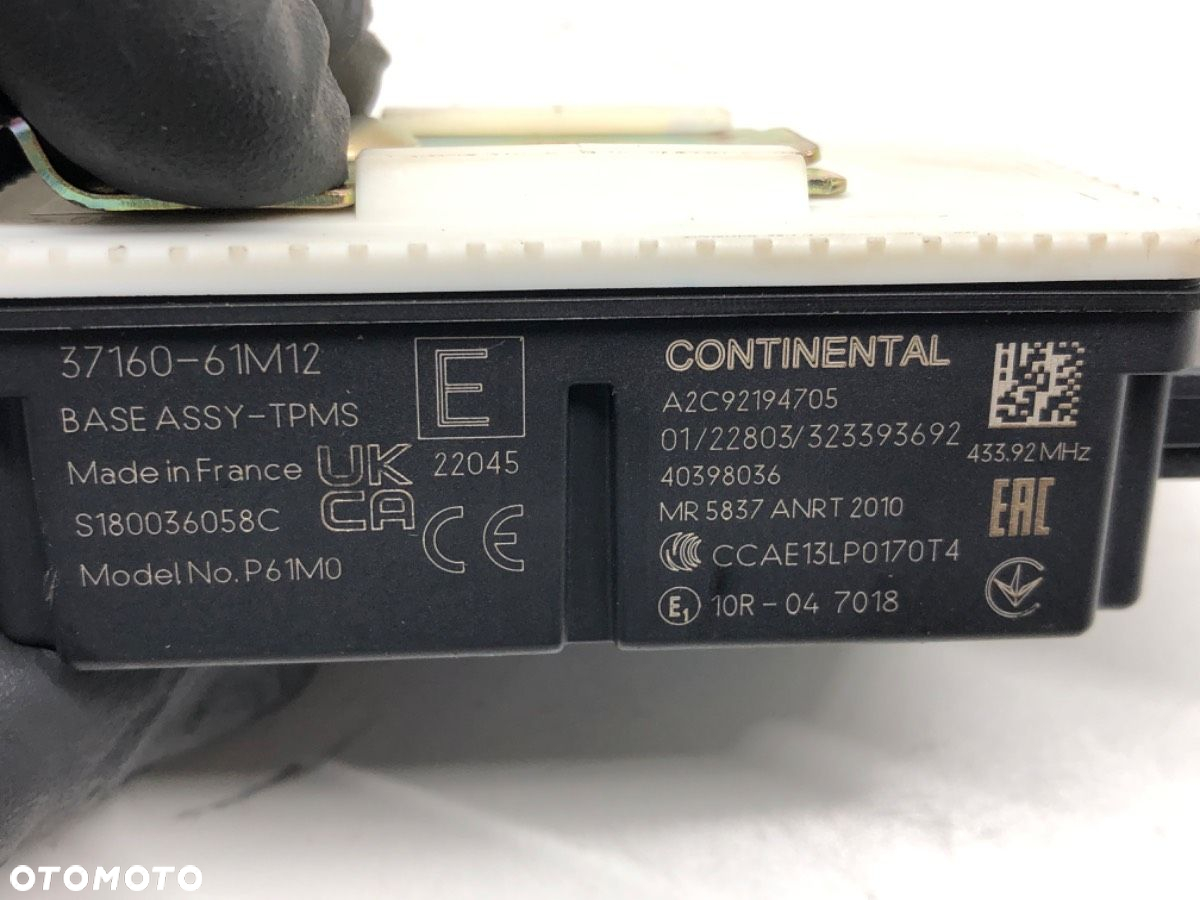 37160-61M12
E
BASE ASSY-TPMS
22045
Made in France
UK
CA
S180036058C
CE
Model No. P61M0
CONTINENTAL
A2C92194705
01/22803/323393692
433.92 MHz
40398036
MR 5837 ANRT 2010
EAC
CCC
CCAE13LP0170T4
E1 10R-04 7018
OTOMOTO